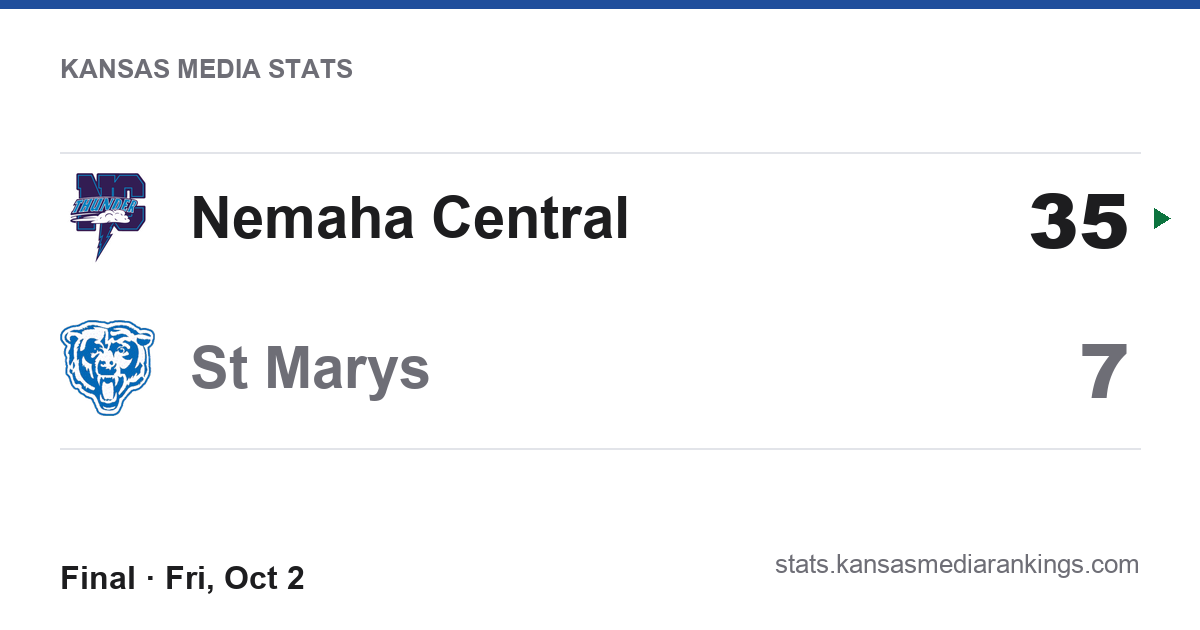 KANSAS MEDIA STATS
NC
THUNDER
Nemaha Central
35
St Marys
7
Final · Fri, Oct 2
stats.kansasmediarankings.com